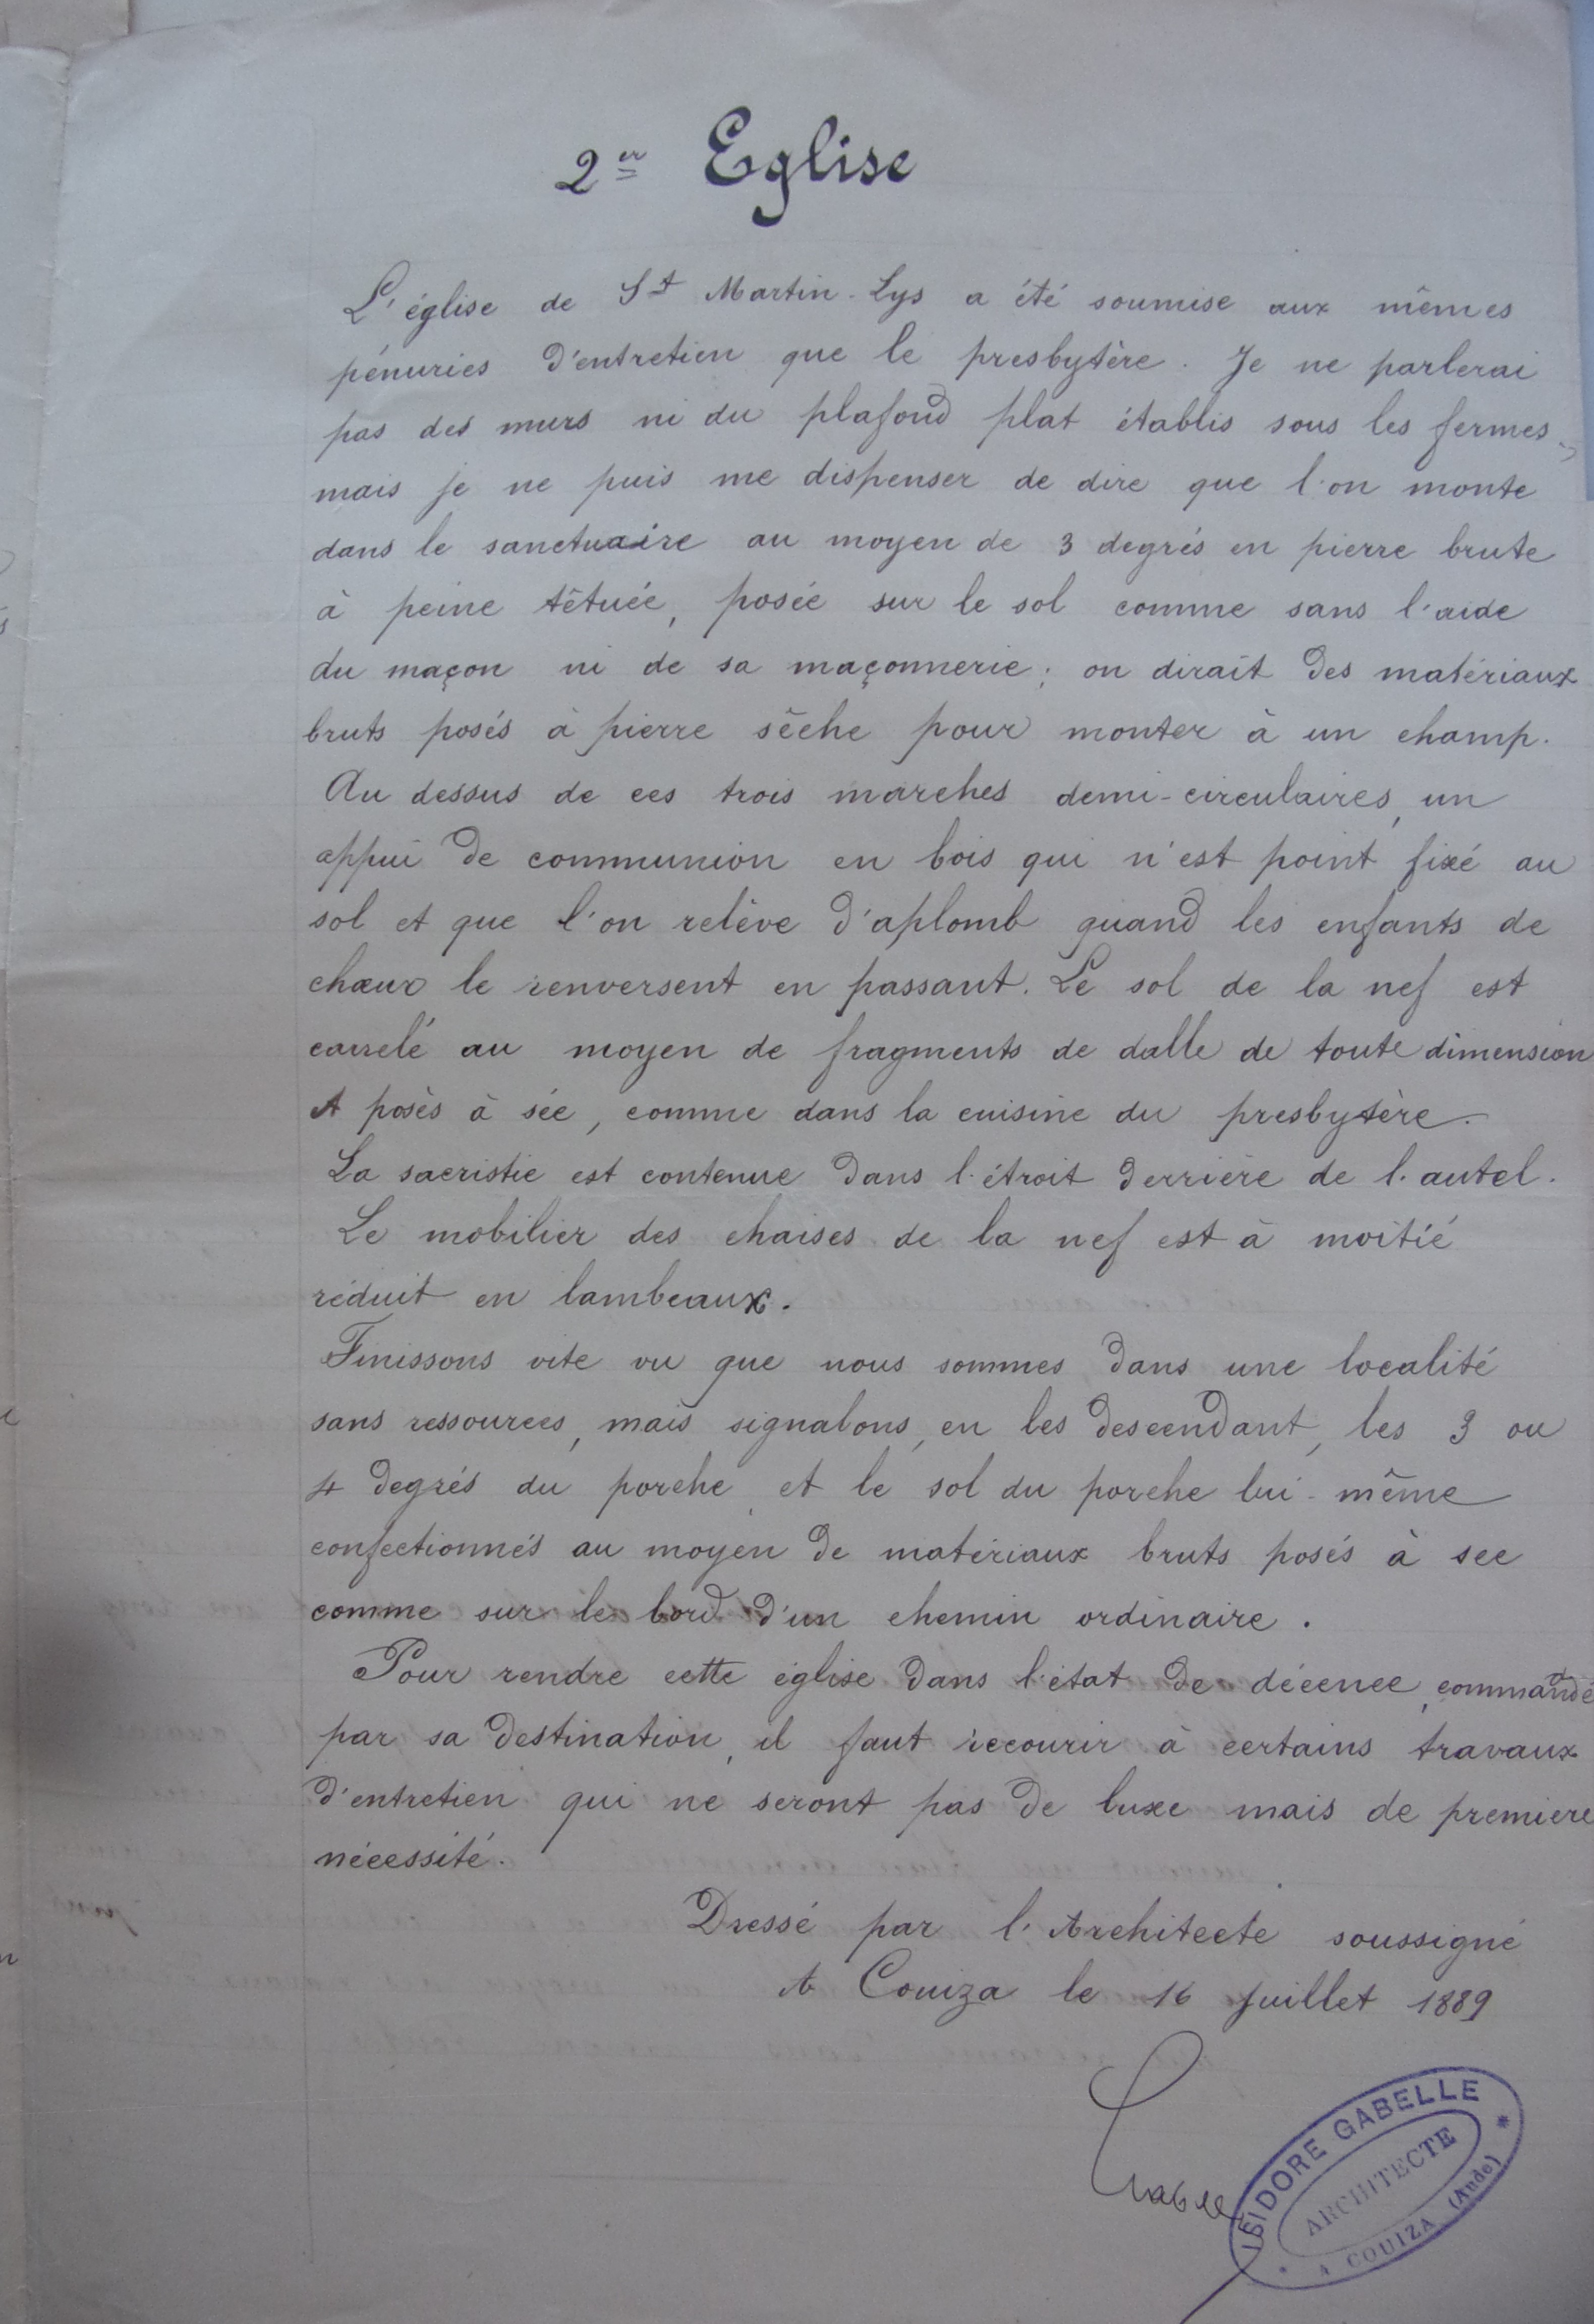 2er Eglise
L'église de St Martin-Lys a été soumise aux mêmes
pénuries d'entretien que le presbytère. Je ne parlerai
pas des murs ni du plafond plat établis sous les fermes,
mais je ne puis me dispenser de dire que l'on monte
dans le sanctuaire au moyen de 3 degrés en pierre brute
à peine têtuée, posée sur le sol comme sans l'aide
du maçon ni de sa maçonnerie; on dirait des matériaux
bruts posés à pierre sêche pour monter à un champ.
Au dessus de ces trois marches demi-circulaires, un
appui de communion en bois qui n'est point fixé au
sol et que l'on relève d'aplomb quand les enfants de
chœur le renversent en passant. Le sol de la nef est
carrelé au moyen de fragments de dalle de toute dimension
et posés à séc, comme dans la cuisine du presbytère.
La sacristie est contenue dans l'étroit derrière de l'autel.
Le mobilier des chaises de la nef est à moitié
réduit en lambeaux.
Finissons vite vu que nous sommes dans une localité
sans ressources, mais signalons, en les descendant, les 3 ou
4 degrés du porche et le sol du porche lui-même
confectionnés au moyen de matériaux bruts posés à sec
comme sur le bord d'un chemin ordinaire.
Pour rendre cette église dans l'état de décence, commandé
par sa destination, il faut recourir à certains travaux
d'entretien qui ne seront pas de luxe mais de première
nécessité.
Dressé par l'Architecte soussigné
A Couiza le 16 Juillet 1889
Gabelle
ISIDORE GABELLE
ARCHITECTE
A COUIZA (Aude)